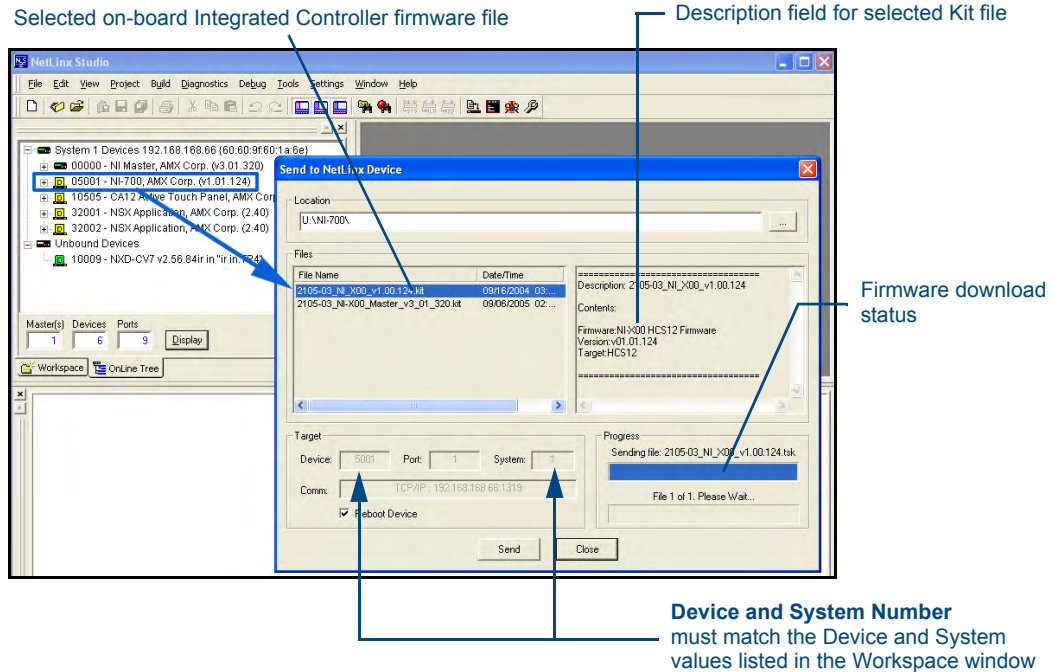 Selected on-board Integrated Controller firmware file
Description field for selected Kit file
NetLinx Studio
File Edit View Project Build Diagnostics Debug Tools Settings Window Help
System 1 Devices 192.168.168.66 {60:60:9f:60:1a:6e}
00000 - NI Master, AMX Corp. (v3.01.320)
05001 - NI-700, AMX Corp. (v1.01.124)
10505 - CA12 Active Touch Panel, AMX Corp
32001 - NSX Application, AMX Corp. (2.40)
32002 - NSX Application, AMX Corp. (2.40)
Unbound Devices
10009 - NXD-CV7 v2.56.84ir in "ir in.TP4"
Master(s) Devices Ports
1 6 9 Display
Workspace OnLine Tree
Send to NetLinx Device
Location
U:\NI-700\
...
Files
File Name Date/Time
2105-03_NI_X00_v1.00.124.kit 09/16/2004 03:...
2105-03_NI-X00_Master_v3_01_320.kit 09/06/2005 02:...
====================================
Description: 2105-03_NI_X00_v1.00.124
Contents:
Firmware:NI-X00 HCS12 Firmware
Version:v01.01.124
Target:HCS12
====================================
Target
Device: 5001 Port: 1 System: 1
Comm: TCP/IP : 192.168.168.66:1319
Reboot Device
Progress
Sending file: 2105-03_NI_X00_v1.00.124.tsk
File 1 of 1. Please Wait...
Send Close
Firmware download
status
Device and System Number
must match the Device and System
values listed in the Workspace window